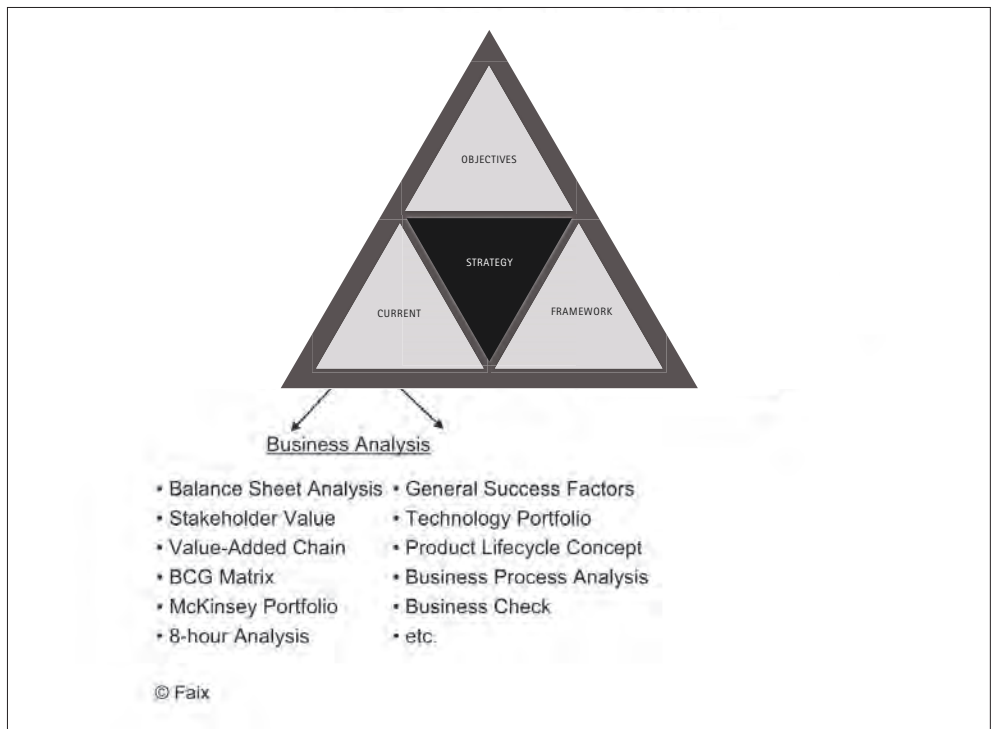 OBJECTIVES
STRATEGY
CURRENT
FRAMEWORK
Business Analysis
• Balance Sheet Analysis
• Stakeholder Value
• Value-Added Chain
• BCG Matrix
• McKinsey Portfolio
• 8-hour Analysis
• General Success Factors
• Technology Portfolio
• Product Lifecycle Concept
• Business Process Analysis
• Business Check
• etc.
© Faix